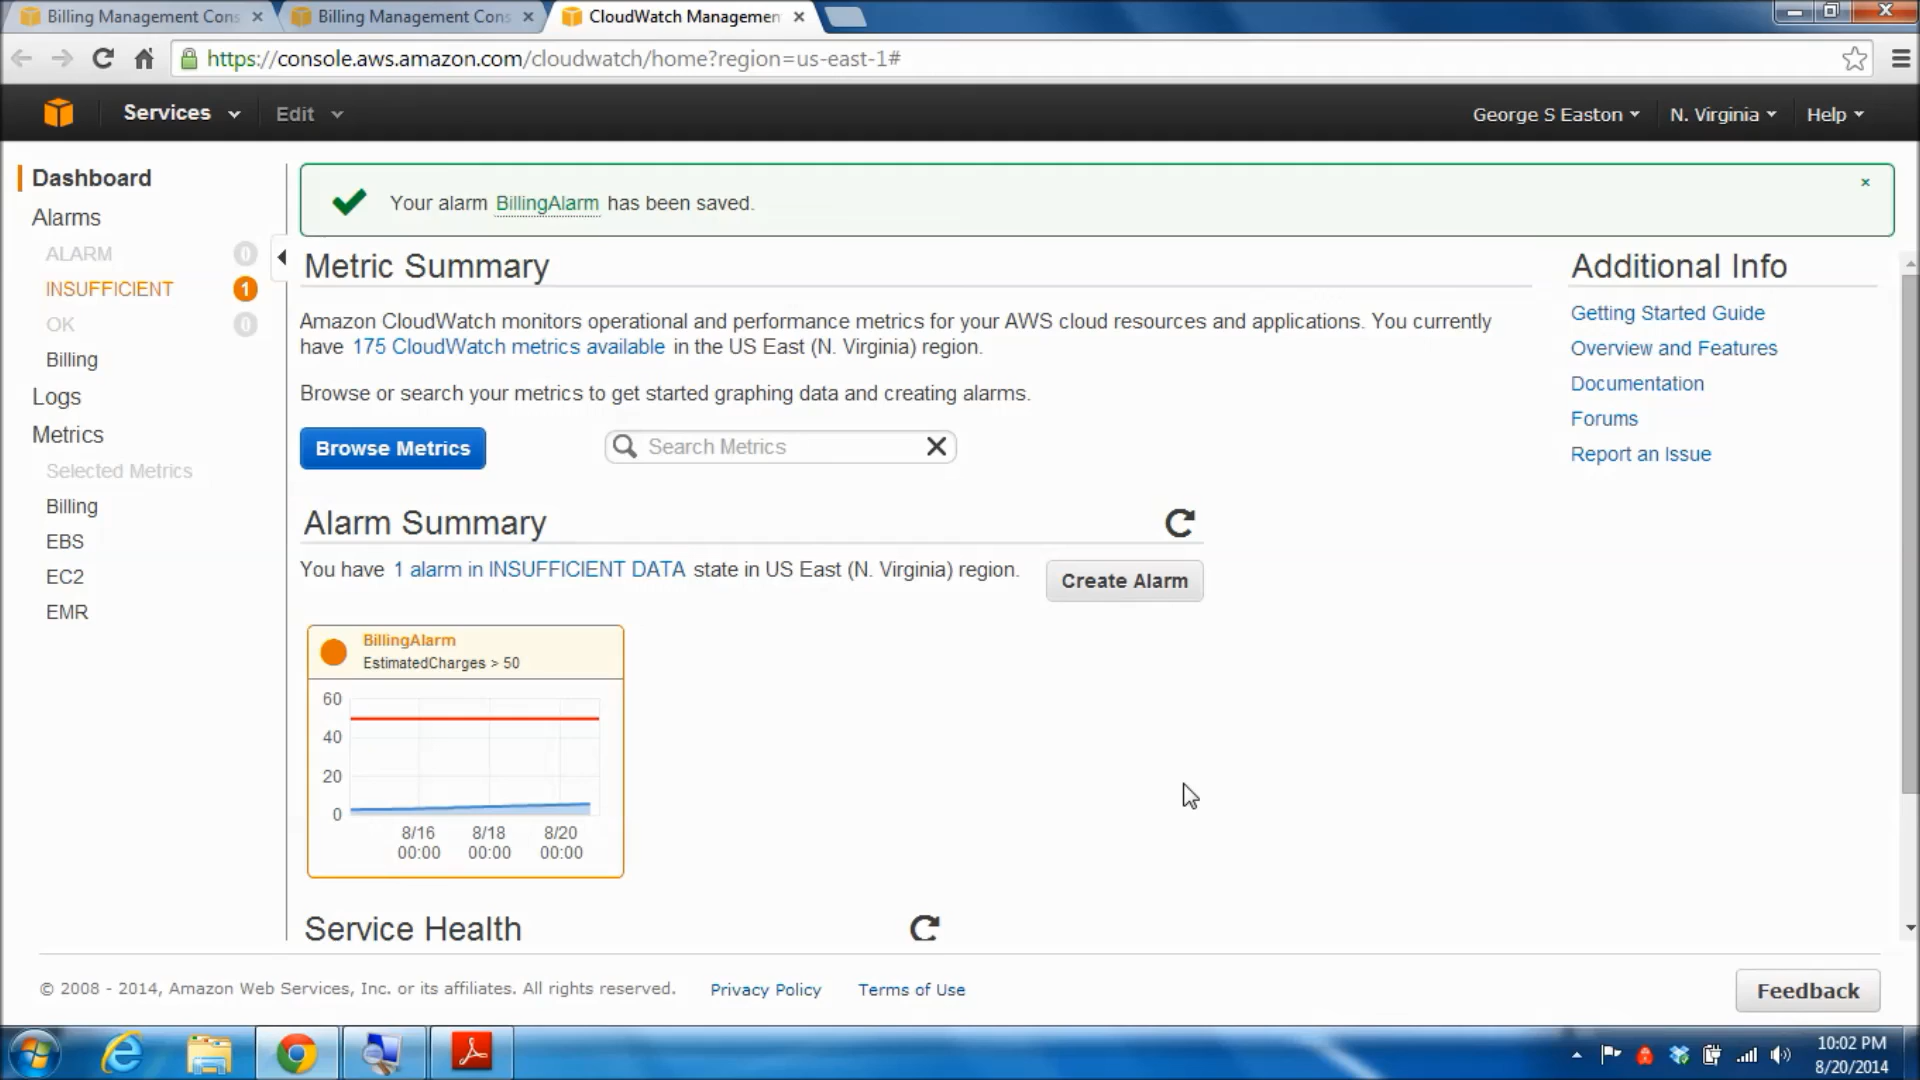 Billing Management Cons
Billing Management Cons
CloudWatch Managemen
https://console.aws.amazon.com/cloudwatch/home?region=us-east-1#
Services
Edit
George S Easton
N. Virginia
Help
Dashboard
Alarms
ALARM 0
INSUFFICIENT 1
OK 0
Billing
Logs
Metrics
Selected Metrics
Billing
EBS
EC2
EMR
Your alarm BillingAlarm has been saved.
Metric Summary
Amazon CloudWatch monitors operational and performance metrics for your AWS cloud resources and applications. You currently
have 175 CloudWatch metrics available in the US East (N. Virginia) region.
Browse or search your metrics to get started graphing data and creating alarms.
Browse Metrics
Search Metrics
Alarm Summary
You have 1 alarm in INSUFFICIENT DATA state in US East (N. Virginia) region.
Create Alarm
BillingAlarm
EstimatedCharges > 50
60
40
20
0
8/16 8/18 8/20
00:00 00:00 00:00
Service Health
Additional Info
Getting Started Guide
Overview and Features
Documentation
Forums
Report an Issue
© 2008 - 2014, Amazon Web Services, Inc. or its affiliates. All rights reserved.
Privacy Policy
Terms of Use
Feedback
10:02 PM
8/20/2014